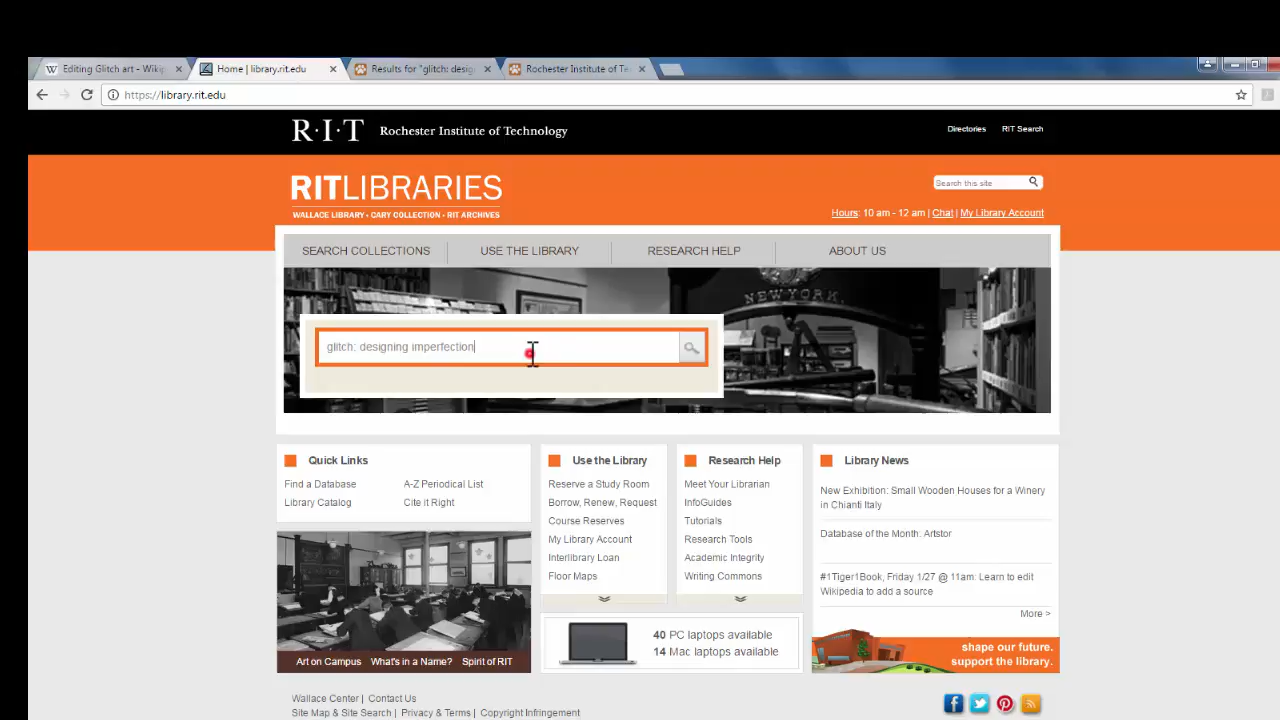 Editing Glitch art - Wikip
Home | library.rit.edu
Results for "glitch: desig
Rochester Institute of Te
https://library.rit.edu
R·I·T Rochester Institute of Technology
Directories RIT Search
RITLIBRARIES
WALLACE LIBRARY • CARY COLLECTION • RIT ARCHIVES
Search this site
Hours: 10 am - 12 am | Chat | My Library Account
SEARCH COLLECTIONS USE THE LIBRARY RESEARCH HELP ABOUT US
NEW YORK.
glitch: designing imperfection
Quick Links
Find a Database A-Z Periodical List
Library Catalog Cite it Right
Art on Campus What's in a Name? Spirit of RIT
Use the Library
Reserve a Study Room
Borrow, Renew, Request
Course Reserves
My Library Account
Interlibrary Loan
Floor Maps
Research Help
Meet Your Librarian
InfoGuides
Tutorials
Research Tools
Academic Integrity
Writing Commons
40 PC laptops available
14 Mac laptops available
Library News
New Exhibition: Small Wooden Houses for a Winery
in Chianti Italy
Database of the Month: Artstor
#1Tiger1Book, Friday 1/27 @ 11am: Learn to edit
Wikipedia to add a source
More >
shape our future.
support the library.
Wallace Center | Contact Us
Site Map & Site Search | Privacy & Terms | Copyright Infringement